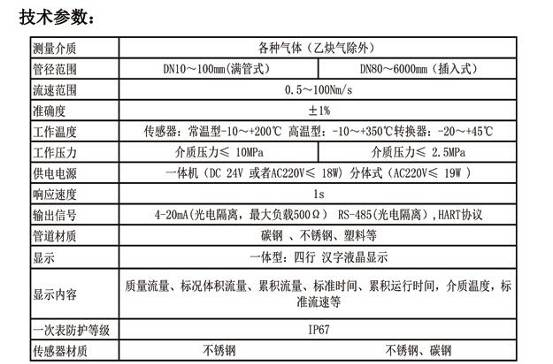 技术参数：
测量介质 各种气体（乙炔气除外）
管径范围 DN10～100mm(满管式） DN80～6000mm（插入式）
流速范围 0.5～100Nm/s
准确度 ±1%
工作温度 传感器：常温型-10～+200℃ 高温型：-10～+350℃转换器：-20～+45℃
工作压力 介质压力≤ 10MPa 介质压力≤ 2.5MPa
供电电源 一体机（DC 24V 或者AC220V≤ 18W) 分体式（AC220V≤ 19W ）
响应速度 1s
输出信号 4-20mA(光电隔离，最大负载500Ω） RS-485(光电隔离）,HART协议
管道材质 碳钢 、不锈钢、塑料等
显示 一体型：四行 汉字液晶显示
显示内容 质量流量、标况体积流量、累积流量、标准时间、累积运行时间，介质温度，标
准流速等
一次表防护等级 IP67
传感器材质 不锈钢 不锈钢、碳钢